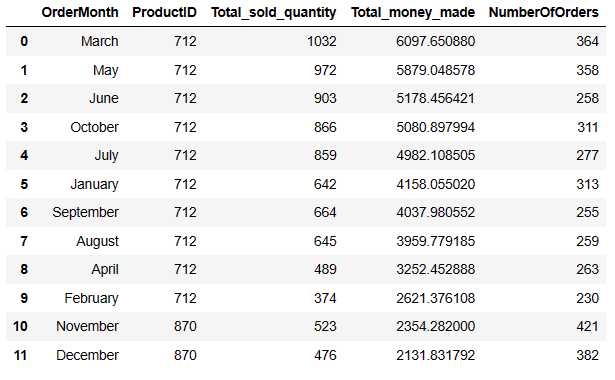 OrderMonth ProductID Total_sold_quantity Total_money_made NumberOfOrders
0 March 712 1032 6097.650880 364
1 May 712 972 5879.048578 358
2 June 712 903 5178.456421 258
3 October 712 866 5080.897994 311
4 July 712 859 4982.108505 277
5 January 712 642 4158.055020 313
6 September 712 664 4037.980552 255
7 August 712 645 3959.779185 259
8 April 712 489 3252.452888 263
9 February 712 374 2621.376108 230
10 November 870 523 2354.282000 421
11 December 870 476 2131.831792 382